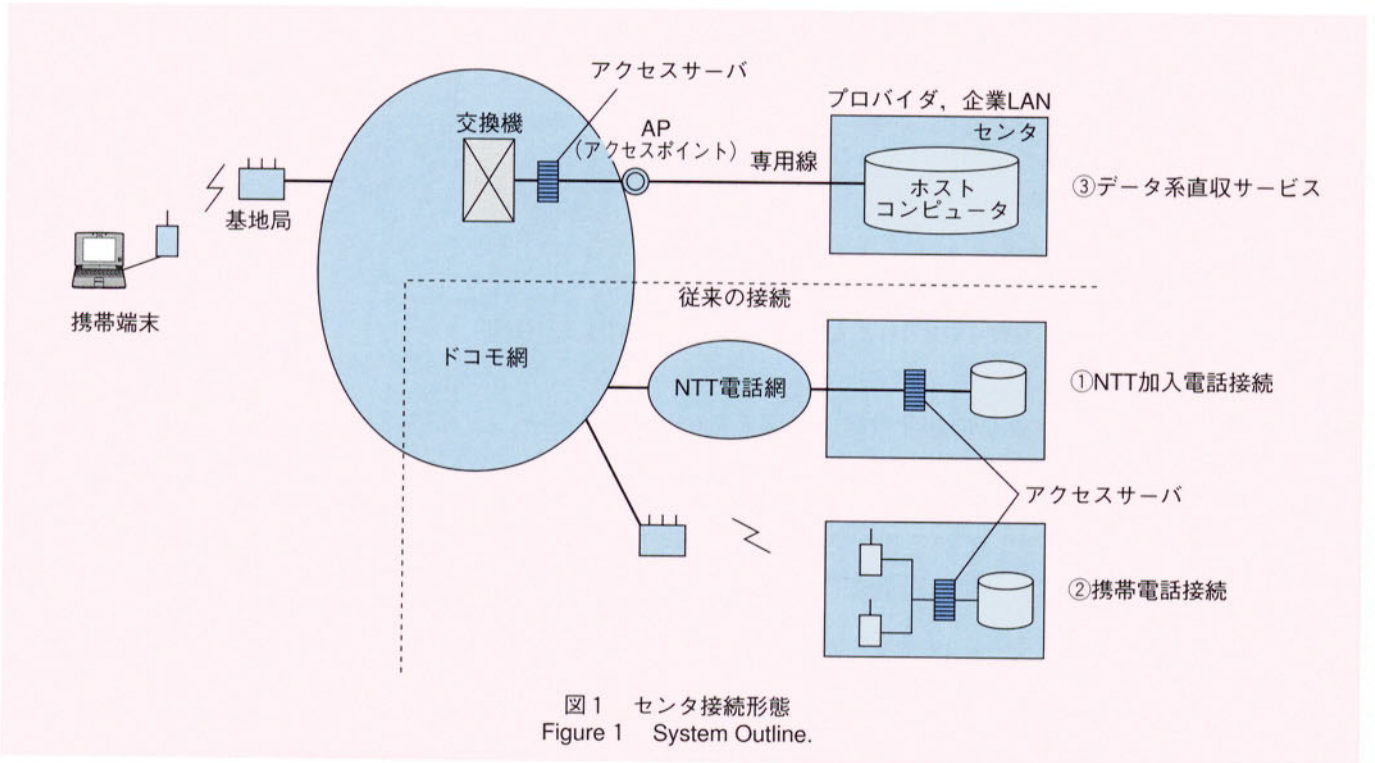 アクセスサーバ
プロバイダ，企業LAN
交換機
AP
（アクセスポイント）
専用線
センタ
ホスト
コンピュータ
③データ系直収サービス
基地局
携帯端末
従来の接続
ドコモ網
NTT電話網
①NTT加入電話接続
アクセスサーバ
②携帯電話接続
図1　センタ接続形態
Figure 1　System Outline.